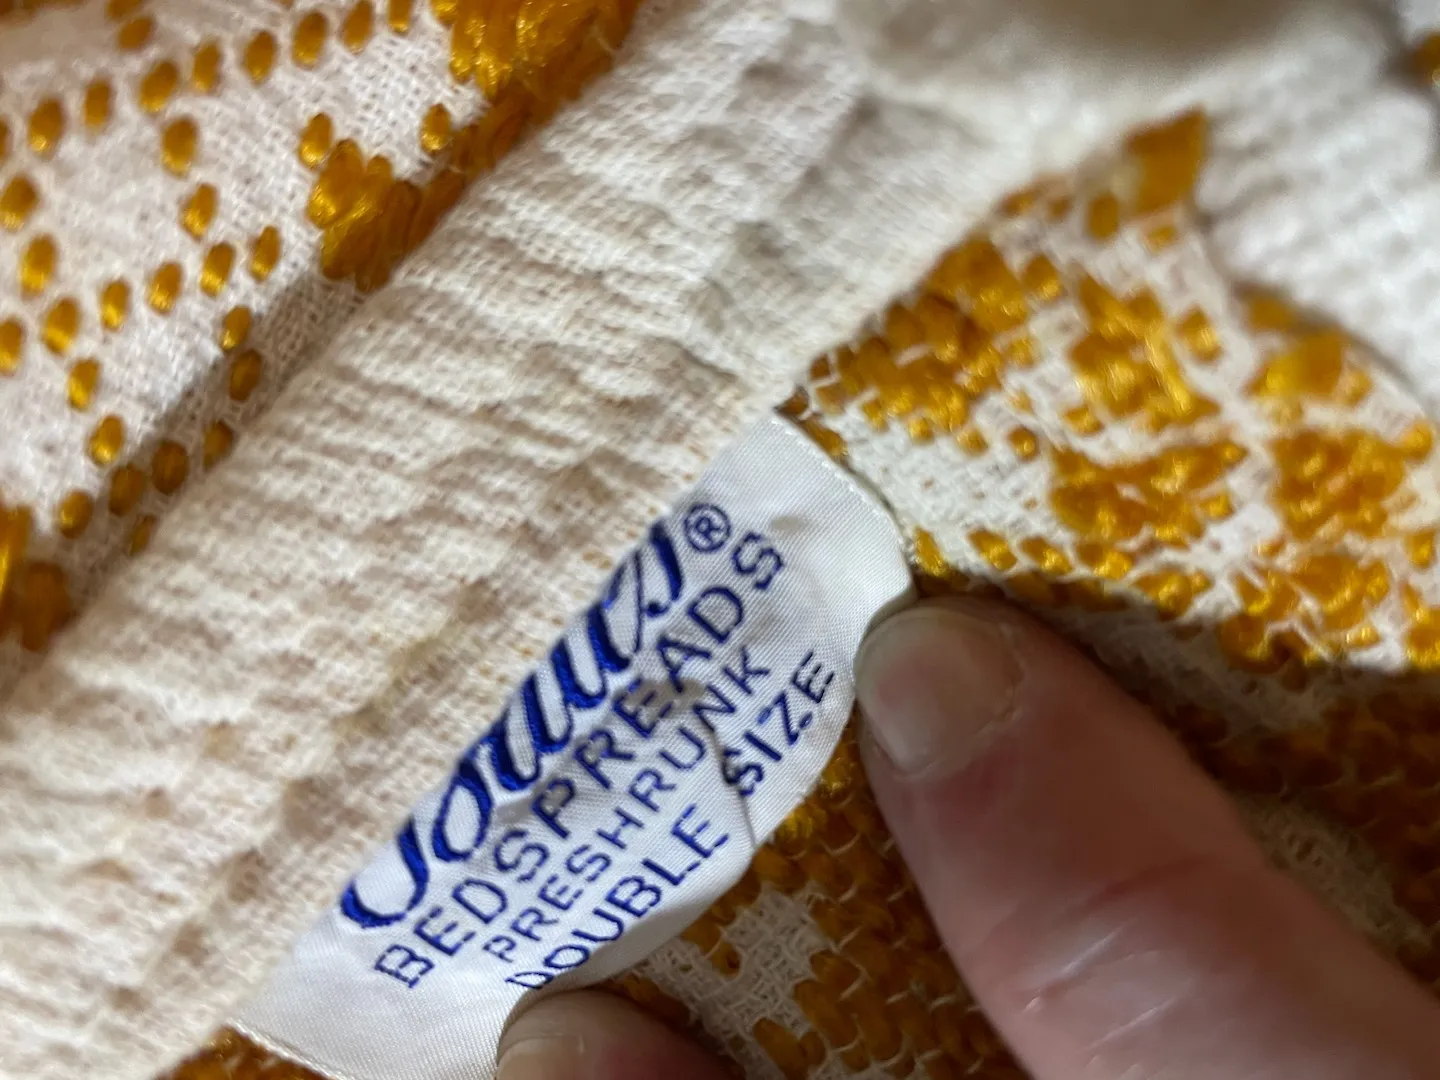 ®
BEDSPREADS
PRESHRUNK
DOUBLE SIZE